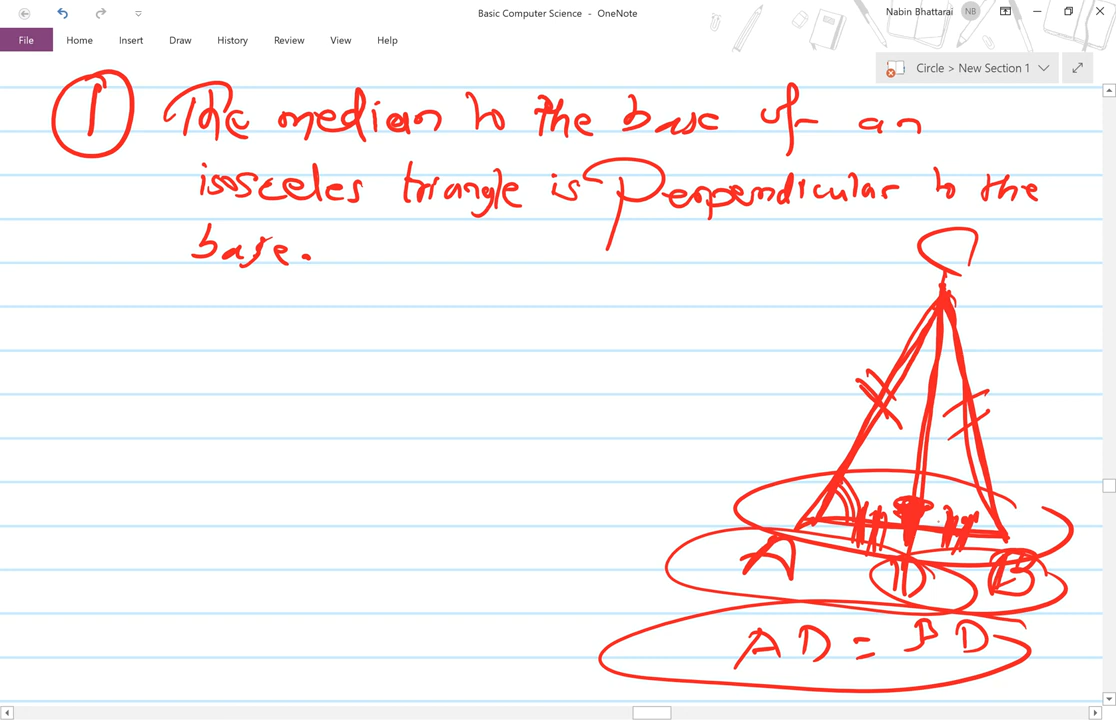 Basic Computer Science - OneNote
Nabin Bhattarai NB
File Home Insert Draw History Review View Help
Circle > New Section 1
1 The median to the base of an
isosceles triangle is Perpendicular to the
base.
C
A D B
AD = BD